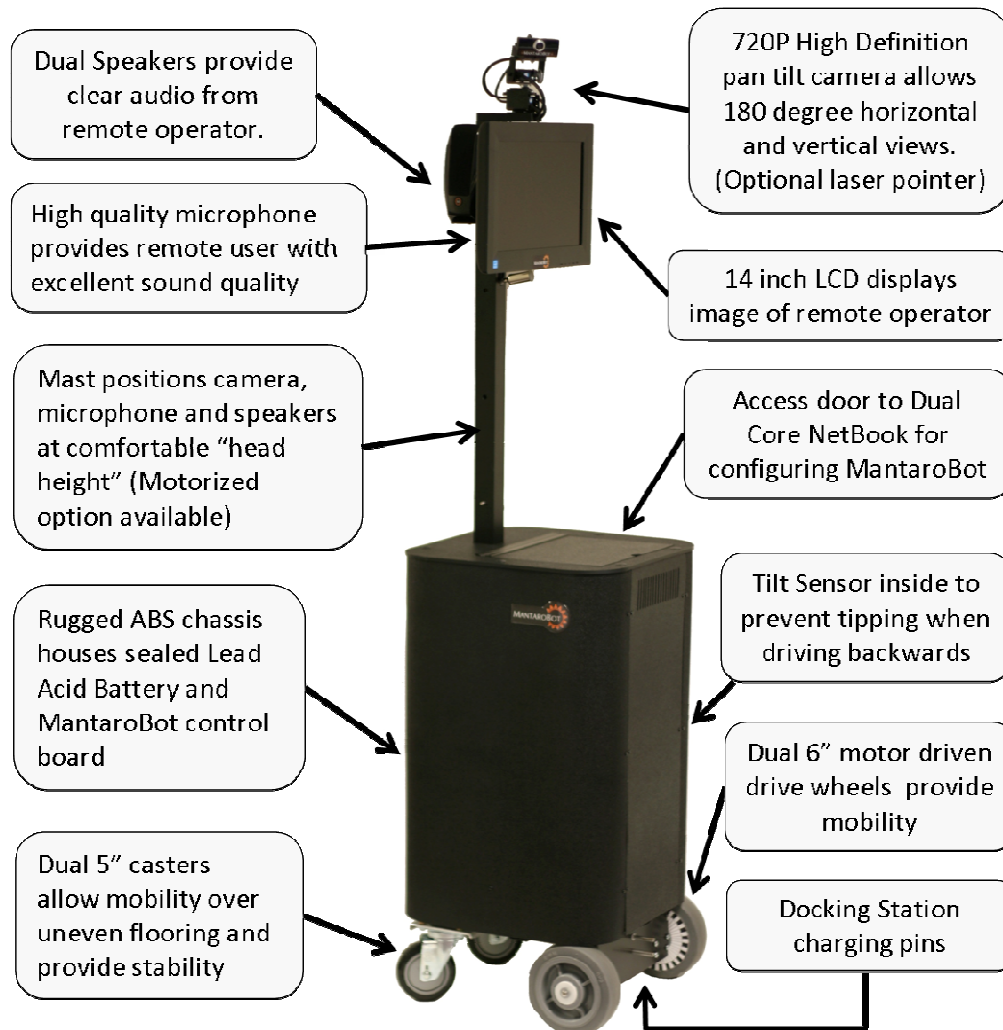 Dual Speakers provide
clear audio from
remote operator.
720P High Definition
pan tilt camera allows
180 degree horizontal
and vertical views.
(Optional laser pointer)
High quality microphone
provides remote user with
excellent sound quality
14 inch LCD displays
image of remote operator
Mast positions camera,
microphone and speakers
at comfortable “head
height” (Motorized
option available)
Access door to Dual
Core NetBook for
configuring MantaroBot
Tilt Sensor inside to
prevent tipping when
driving backwards
MANTAROBOT
Rugged ABS chassis
houses sealed Lead
Acid Battery and
MantaroBot control
board
Dual 6” motor driven
drive wheels provide
mobility
Dual 5” casters
allow mobility over
uneven flooring and
provide stability
Docking Station
charging pins